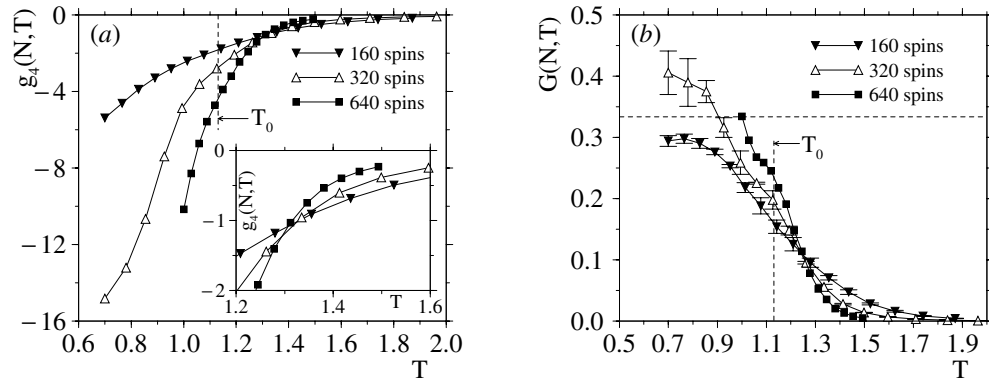 g₄(N,T)
0
−4
−8
−12
−16
(a)
160 spins
320 spins
640 spins
T₀
g₄(N,T)
0
−1
−2
1.2
1.4
1.6
T
0.6
0.8
1.0
1.2
1.4
1.6
1.8
2.0
T
G(N,T)
0.5
0.4
0.3
0.2
0.1
0.0
(b)
160 spins
320 spins
640 spins
T₀
0.5
0.7
0.9
1.1
1.3
1.5
1.7
1.9
T